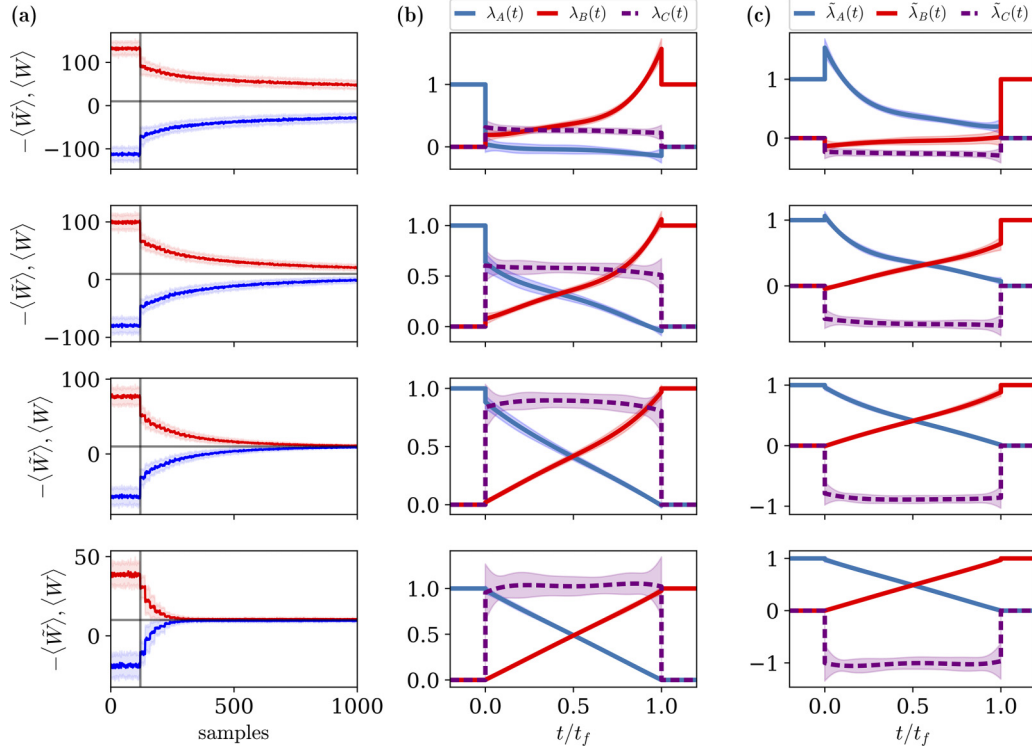 (a)
(b)
(c)
λ_A(t) λ_B(t) λ_C(t)
λ̃_A(t) λ̃_B(t) λ̃_C(t)
−⟨W̃⟩, ⟨W⟩
100
0
−100
1
0
1
0
−⟨W̃⟩, ⟨W⟩
100
0
−100
1.0
0.5
0.0
1
0
−⟨W̃⟩, ⟨W⟩
100
0
1.0
0.5
0.0
1
0
−1
−⟨W̃⟩, ⟨W⟩
50
0
1.0
0.5
0.0
1
0
−1
0 500 1000
0.0 0.5 1.0
0.0 0.5 1.0
samples
t/t_f
t/t_f